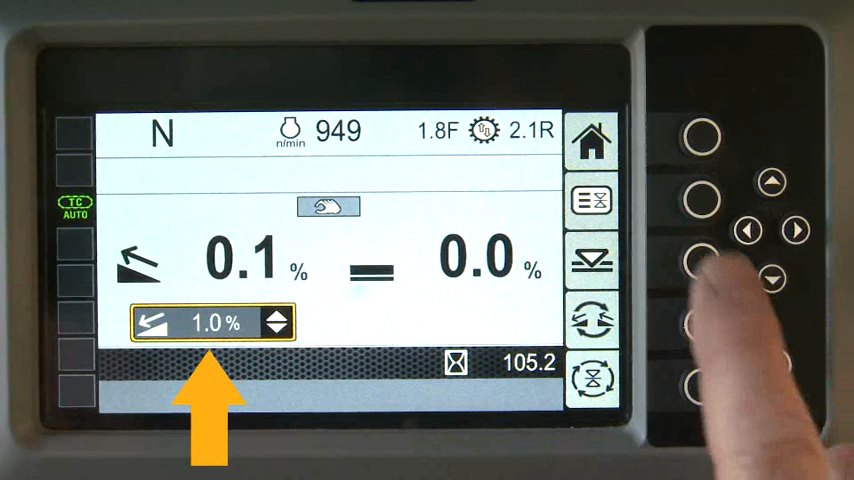 N
n/min 949
1.8F 2.1R
TC
AUTO
0.1 %
0.0 %
1.0 %
105.2